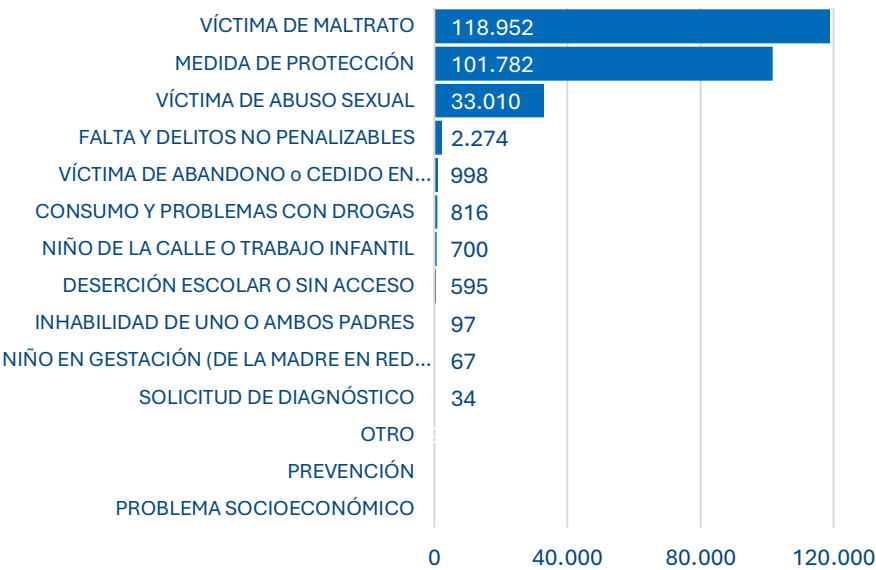 VÍCTIMA DE MALTRATO 118.952
MEDIDA DE PROTECCIÓN 101.782
VÍCTIMA DE ABUSO SEXUAL 33.010
FALTA Y DELITOS NO PENALIZABLES 2.274
VÍCTIMA DE ABANDONO o CEDIDO EN... 998
CONSUMO Y PROBLEMAS CON DROGAS 816
NIÑO DE LA CALLE O TRABAJO INFANTIL 700
DESERCIÓN ESCOLAR O SIN ACCESO 595
INHABILIDAD DE UNO O AMBOS PADRES 97
NIÑO EN GESTACIÓN (DE LA MADRE EN RED... 67
SOLICITUD DE DIAGNÓSTICO 34
OTRO
PREVENCIÓN
PROBLEMA SOCIOECONÓMICO
0 40.000 80.000 120.000